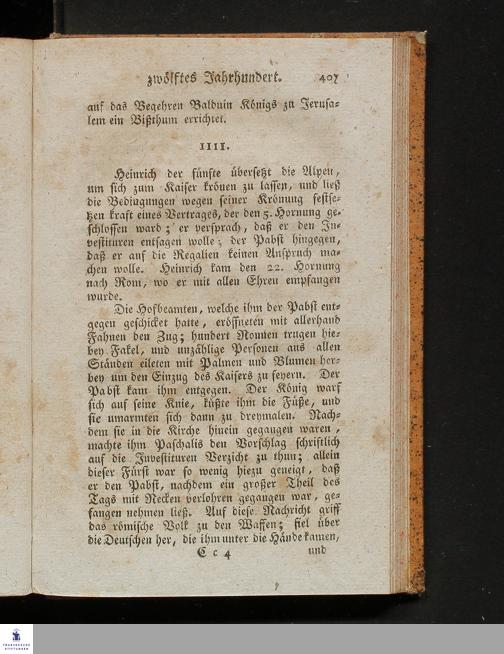 zwölftes Jahrhundert. 407
auf das Begehren Balduin Königs zu Jerusa-
lem ein Bißthum errichtet.
IIII.
Heinrich der fünfte übersetzt die Alpen,
um sich zum Kaiser krönen zu lassen, und ließ
die Bedingungen wegen seiner Krönung festse-
tzen kraft eines Vertrages, der den 5. Hornung ge-
schlossen ward; er versprach, daß er den In-
vestituren entsagen wolle; der Pabst hingegen,
daß er auf die Regalien keinen Anspruch ma-
chen wolle. Heinrich kam den 22. Hornung
nach Rom, wo er mit allen Ehren empfangen
wurde.
Die Hofbeamten, welche ihm der Pabst ent-
gegen geschicket hatte, eröffneten mit allerhand
Fahnen den Zug; hundert Nonnen trugen hie-
bey Fakel, und unzählige Personen aus allen
Ständen eileten mit Palmen und Blumen her-
bey um den Einzug des Kaisers zu feyern. Der
Pabst kam ihm entgegen. Der König warf
sich auf seine Knie, küßte ihm die Füße, und
sie umarmten sich dann zu dreymalen. Nach-
dem sie in die Kirche hinein gegangen waren,
machte ihm Paschalis den Vorschlag schriftlich
auf die Investituren Verzicht zu thun; allein
dieser Fürst war so wenig hiezu geneigt, daß
er den Pabst, nachdem ein großer Theil des
Tags mit Necken verlohren gegangen war, ge-
fangen nehmen ließ. Auf diese Nachricht griff
das römische Volk zu den Waffen; fiel über
die Deutschen her, die ihm unter die Hände kamen,
C c 4 und